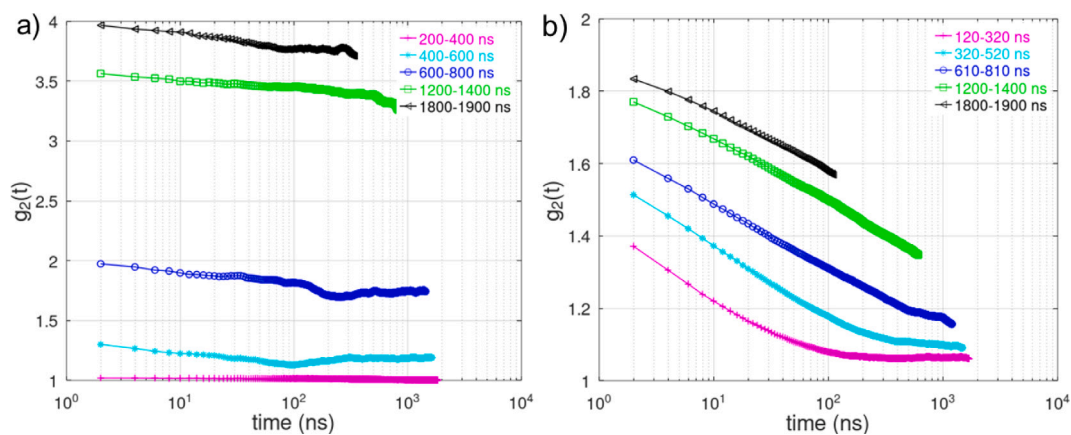 a)
4
3.5
3
2.5
2
1.5
1
g2(t)
200-400 ns
400-600 ns
600-800 ns
1200-1400 ns
1800-1900 ns
10^0 10^1 10^2 10^3 10^4
time (ns)
b)
2
1.8
1.6
1.4
1.2
1
g2(t)
120-320 ns
320-520 ns
610-810 ns
1200-1400 ns
1800-1900 ns
10^0 10^1 10^2 10^3 10^4
time (ns)